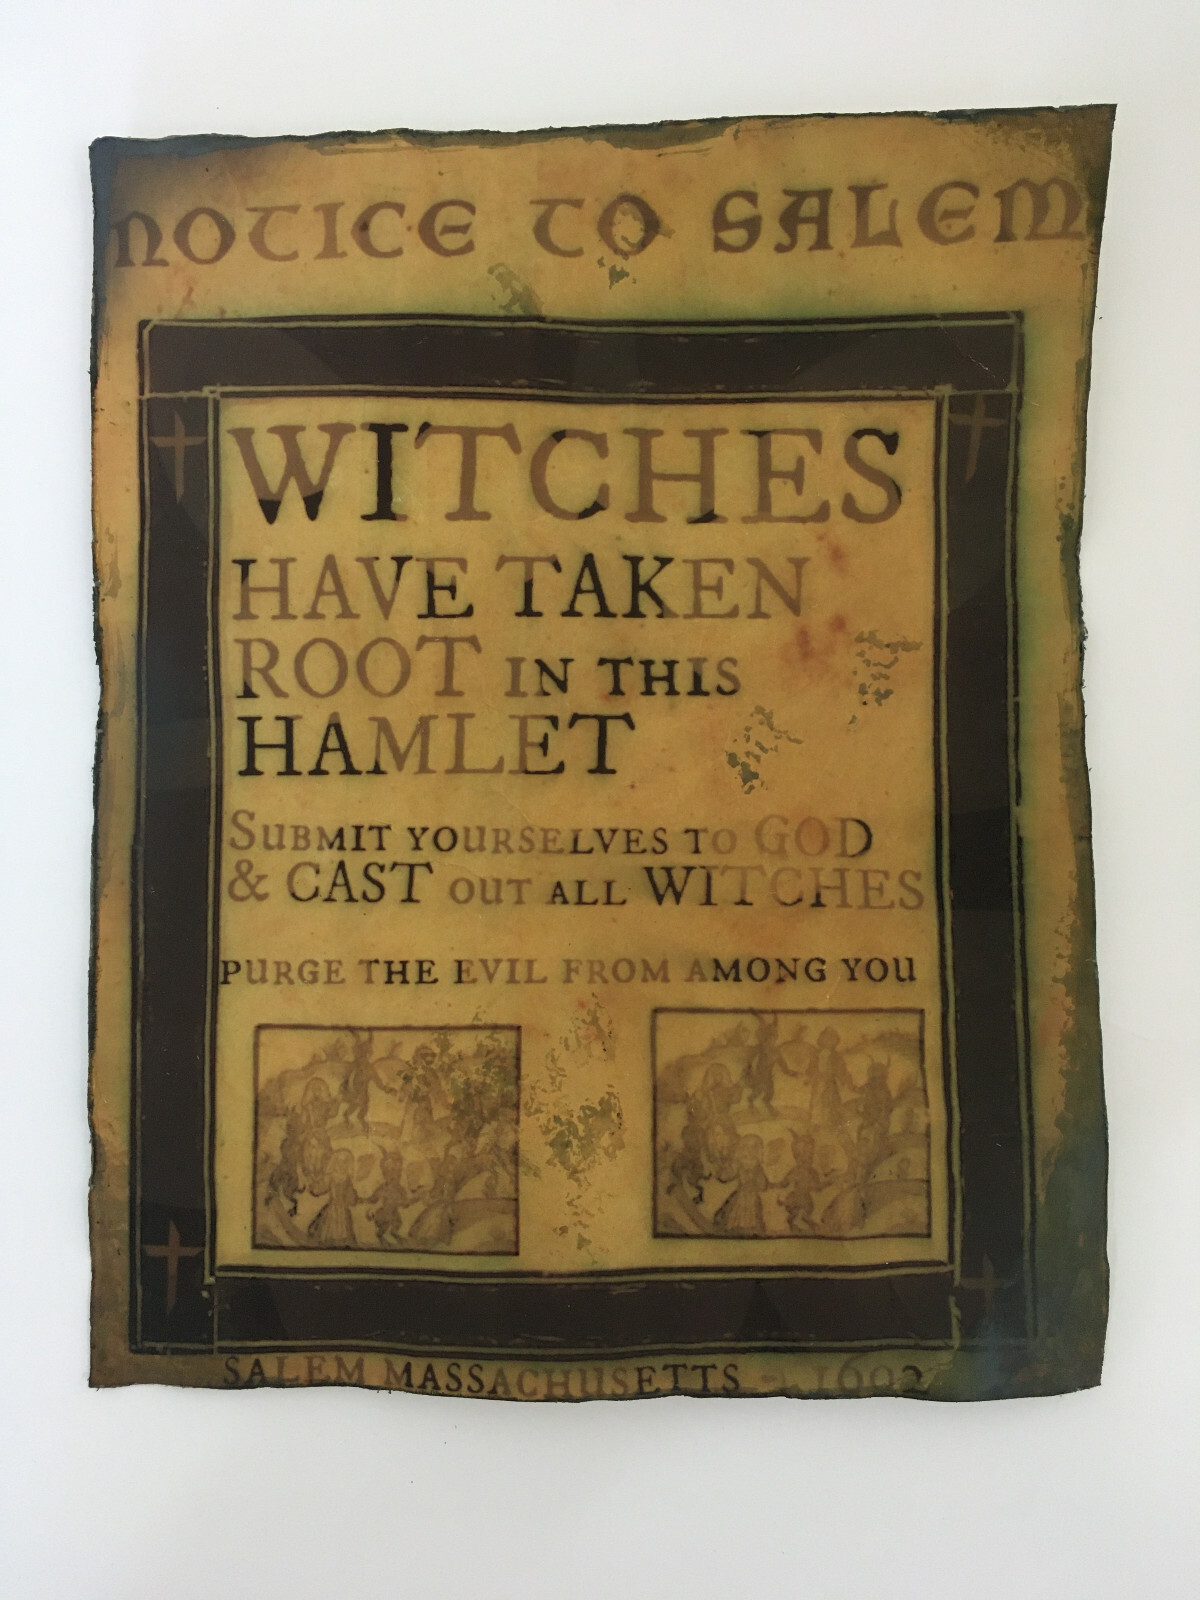 NOTICE TO SALEM
WITCHES
HAVE TAKEN
ROOT IN THIS
HAMLET
SUBMIT YOURSELVES TO GOD
& CAST OUT ALL WITCHES
PURGE THE EVIL FROM AMONG YOU
SALEM MASSACHUSETTS - 1692